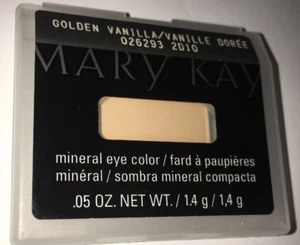 GOLDEN VANILLA/VANILLE DORÉE
026293 2D10
MARY KAY
mineral eye color / fard à paupières
minéral / sombra mineral compacta
.05 OZ. NET WT. / 1.4 g / 1,4 g